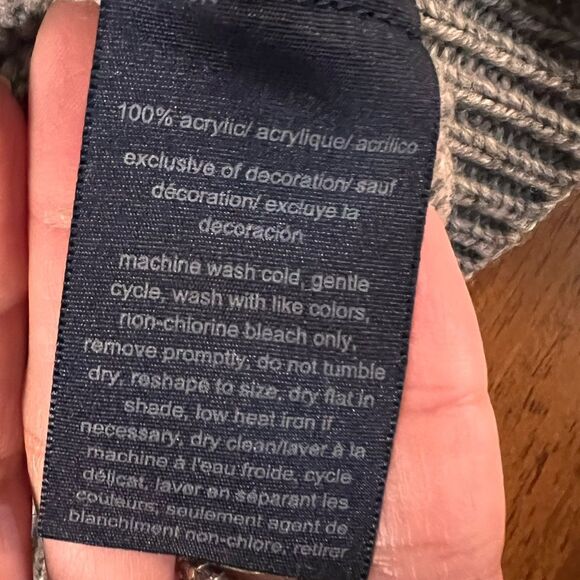 100% acrylic/ acrylique/ acrílico
exclusive of decoration/ sauf
décoration/ excluye la
decoración
machine wash cold, gentle
cycle, wash with like colors,
non-chlorine bleach only,
remove promptly, do not tumble
dry, reshape to size, dry flat in
shade, low heat iron if
necessary, dry clean/laver à la
machine à l'eau froide, cycle
délicat, laver en séparant les
couleurs, seulement agent de
blanchiment non-chlore, retirer